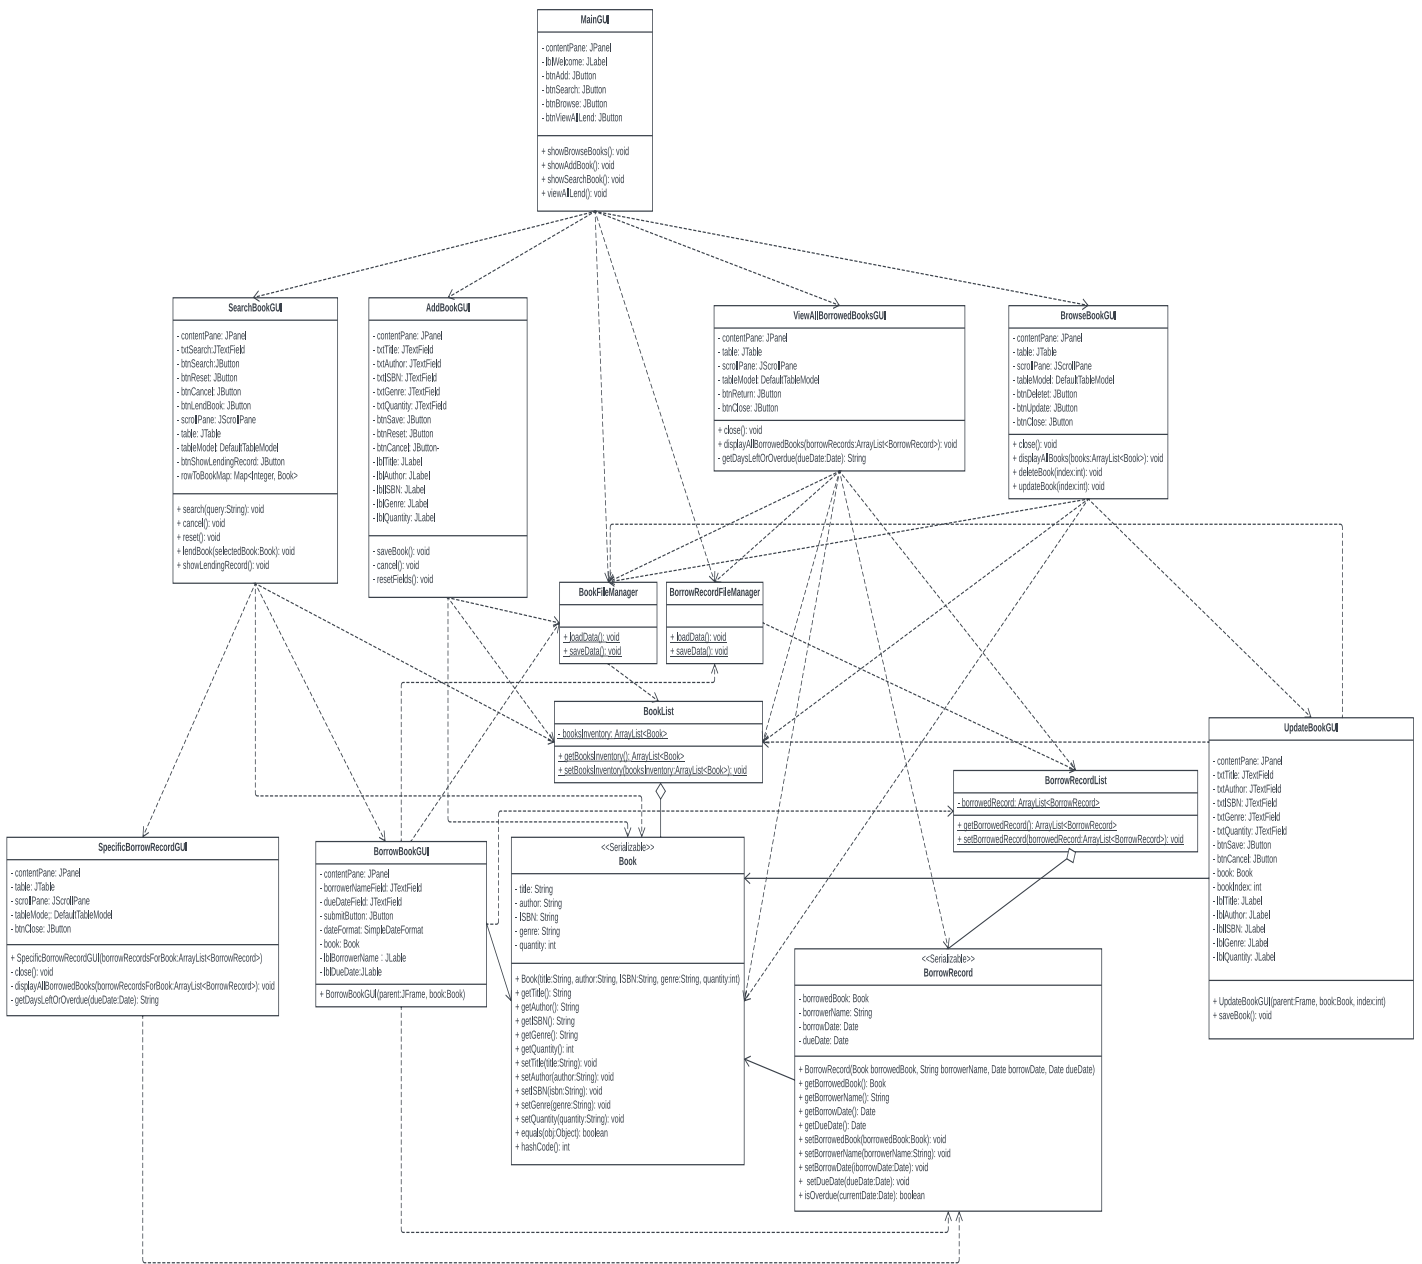 MainGUI
- contentPane: JPanel
- lblWelcome: JLabel
- btnAdd: JButton
- btnSearch: JButton
- btnBrowse: JButton
- btnViewAllLend: JButton
+ showBrowseBooks(): void
+ showAddBook(): void
+ showSearchBook(): void
+ viewAllLend(): void
SearchBookGUI
- contentPane: JPanel
- txtSearch:JTextField
- btnSearch:JButton
- btnReset: JButton
- btnCancel: JButton
- btnLendBook: JButton
- scrollPane: JScrollPane
- table: JTable
- tableModel: DefaultTableModel
- btnShowLendingRecord: JButton
- rowToBookMap: Map<Integer, Book>
+ search(query:String): void
+ cancel(): void
+ reset(): void
+ lendBook(selectedBook:Book): void
+ showLendingRecord(): void
AddBookGUI
- contentPane: JPanel
- txtTitle: JTextField
- txtAuthor: JTextField
- txtISBN: JTextField
- txtGenre: JTextField
- txtQuantity: JTextField
- btnSave: JButton
- btnReset: JButton
- btnCancel: JButton-
- lblTitle: JLabel
- lblAuthor: JLabel
- lblISBN: JLabel
- lblGenre: JLabel
- lblQuantity: JLabel
- saveBook(): void
- cancel(): void
- resetFields(): void
ViewAllBorrowedBooksGUI
- contentPane: JPanel
- table: JTable
- scrollPane: JScrollPane
- tableModel: DefaultTableModel
- btnReturn: JButton
- btnClose: JButton
+ close(): void
+ displayAllBorrowedBooks(borrowRecords:ArrayList<BorrowRecord>): void
- getDaysLeftOrOverdue(dueDate:Date): String
BrowseBookGUI
- contentPane: JPanel
- table: JTable
- scrollPane: JScrollPane
- tableModel: DefaultTableModel
- btnDeletet: JButton
- btnUpdate: JButton
- btnClose: JButton
+ close(): void
+ displayAllBooks(books:ArrayList<Book>): void
+ deleteBook(index:int): void
+ updateBook(index:int): void
BookFileManager
+ loadData(): void
+ saveData(): void
BorrowRecordFileManager
+ loadData(): void
+ saveData(): void
BookList
- booksInventory: ArrayList<Book>
+ getBooksInventory(): ArrayList<Book>
+ setBooksInventory(booksInventory:ArrayList<Book>): void
BorrowRecordList
- borrowedRecord: ArrayList<BorrowRecord>
+ getBorrowedRecord(): ArrayList<BorrowRecord>
+ setBorrowedRecord(borrowedRecord:ArrayList<BorrowRecord>): void
UpdateBookGUI
- contentPane: JPanel
- txtTitle: JTextField
- txtAuthor: JTextField
- txtISBN: JTextField
- txtGenre: JTextField
- txtQuantity: JTextField
- btnSave: JButton
- btnCancel: JButton
- book: Book
- bookIndex: int
- lblTitle: JLabel
- lblAuthor: JLabel
- lblISBN: JLabel
- lblGenre: JLabel
- lblQuantity: JLabel
+ UpdateBookGUI(parent:Frame, book:Book, index:int)
+ saveBook(): void
SpecificBorrowRecordGUI
- contentPane: JPanel
- table: JTable
- scrollPane: JScrollPane
- tableMode;: DefaultTableModel
- btnClose: JButton
+ SpecificBorrowRecordGUI(borrowRecordsForBook:ArrayList<BorrowRecord>)
- close(): void
- displayAllBorrowedBooks(borrowRecordsForBook:ArrayList<BorrowRecord>): void
- getDaysLeftOrOverdue(dueDate:Date): String
BorrowBookGUI
- contentPane: JPanel
- borrowerNameField: JTextField
- dueDateField: JTextField
- submitButton: JButton
- dateFormat: SimpleDateFormat
- book: Book
- lblBorrowerName : JLable
- lblDueDate:JLable
+ BorrowBookGUI(parent:JFrame, book:Book)
<<Serializable>>
Book
- title: String
- author: String
- ISBN: String
- genre: String
- quantity: int
+ Book(title:String, author:String, ISBN:String, genre:String, quantity:int)
+ getTitle(): String
+ getAuthor(): String
+ getISBN(): String
+ getGenre(): String
+ getQuantity(): int
+ setTitle(title:String): void
+ setAuthor(author:String): void
+ setISBN(isbn:String): void
+ setGenre(genre:String): void
+ setQuantity(quantity:String): void
+ equals(obj:Object): boolean
+ hashCode(): int
<<Serializable>>
BorrowRecord
- borrowedBook: Book
- borrowerName: String
- borrowDate: Date
- dueDate: Date
+ BorrowRecord(Book borrowedBook, String borrowerName, Date borrowDate, Date dueDate)
+ getBorrowedBook(): Book
+ getBorrowerName(): String
+ getBorrowDate(): Date
+ getDueDate(): Date
+ setBorrowedBook(borrowedBook:Book): void
+ setBorrowerName(borrowerName:String): void
+ setBorrowDate(iborrowDate:Date): void
+ setDueDate(dueDate:Date): void
+ isOverdue(currentDate:Date): boolean